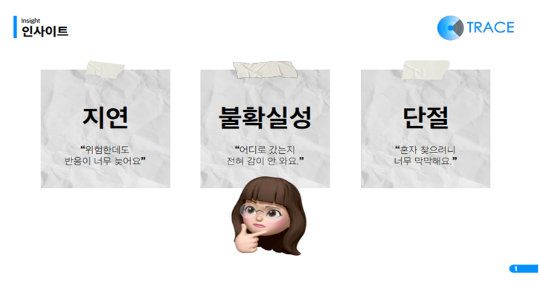 Insight
인사이트
TRACE
지연
“위험한데도
반응이 너무 늦어요”
불확실성
“어디로 갔는지
전혀 감이 안 와요.”
단절
“혼자 찾으려니
너무 막막해요.”
1